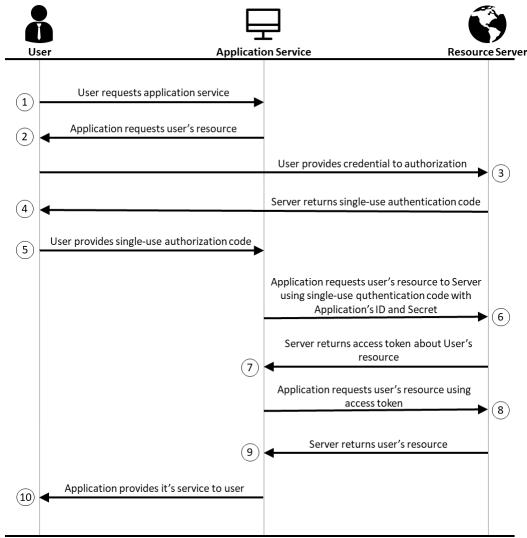 User
Application Service
Resource Server
1
User requests application service
2
Application requests user's resource
User provides credential to authorization
3
4
Server returns single-use authentication code
5
User provides single-use authorization code
Application requests user's resource to Server
using single-use quthentication code with
Application's ID and Secret
6
Server returns access token about User's
resource
7
Application requests user's resource using
access token
8
9
Server returns user's resource
10
Application provides it's service to user